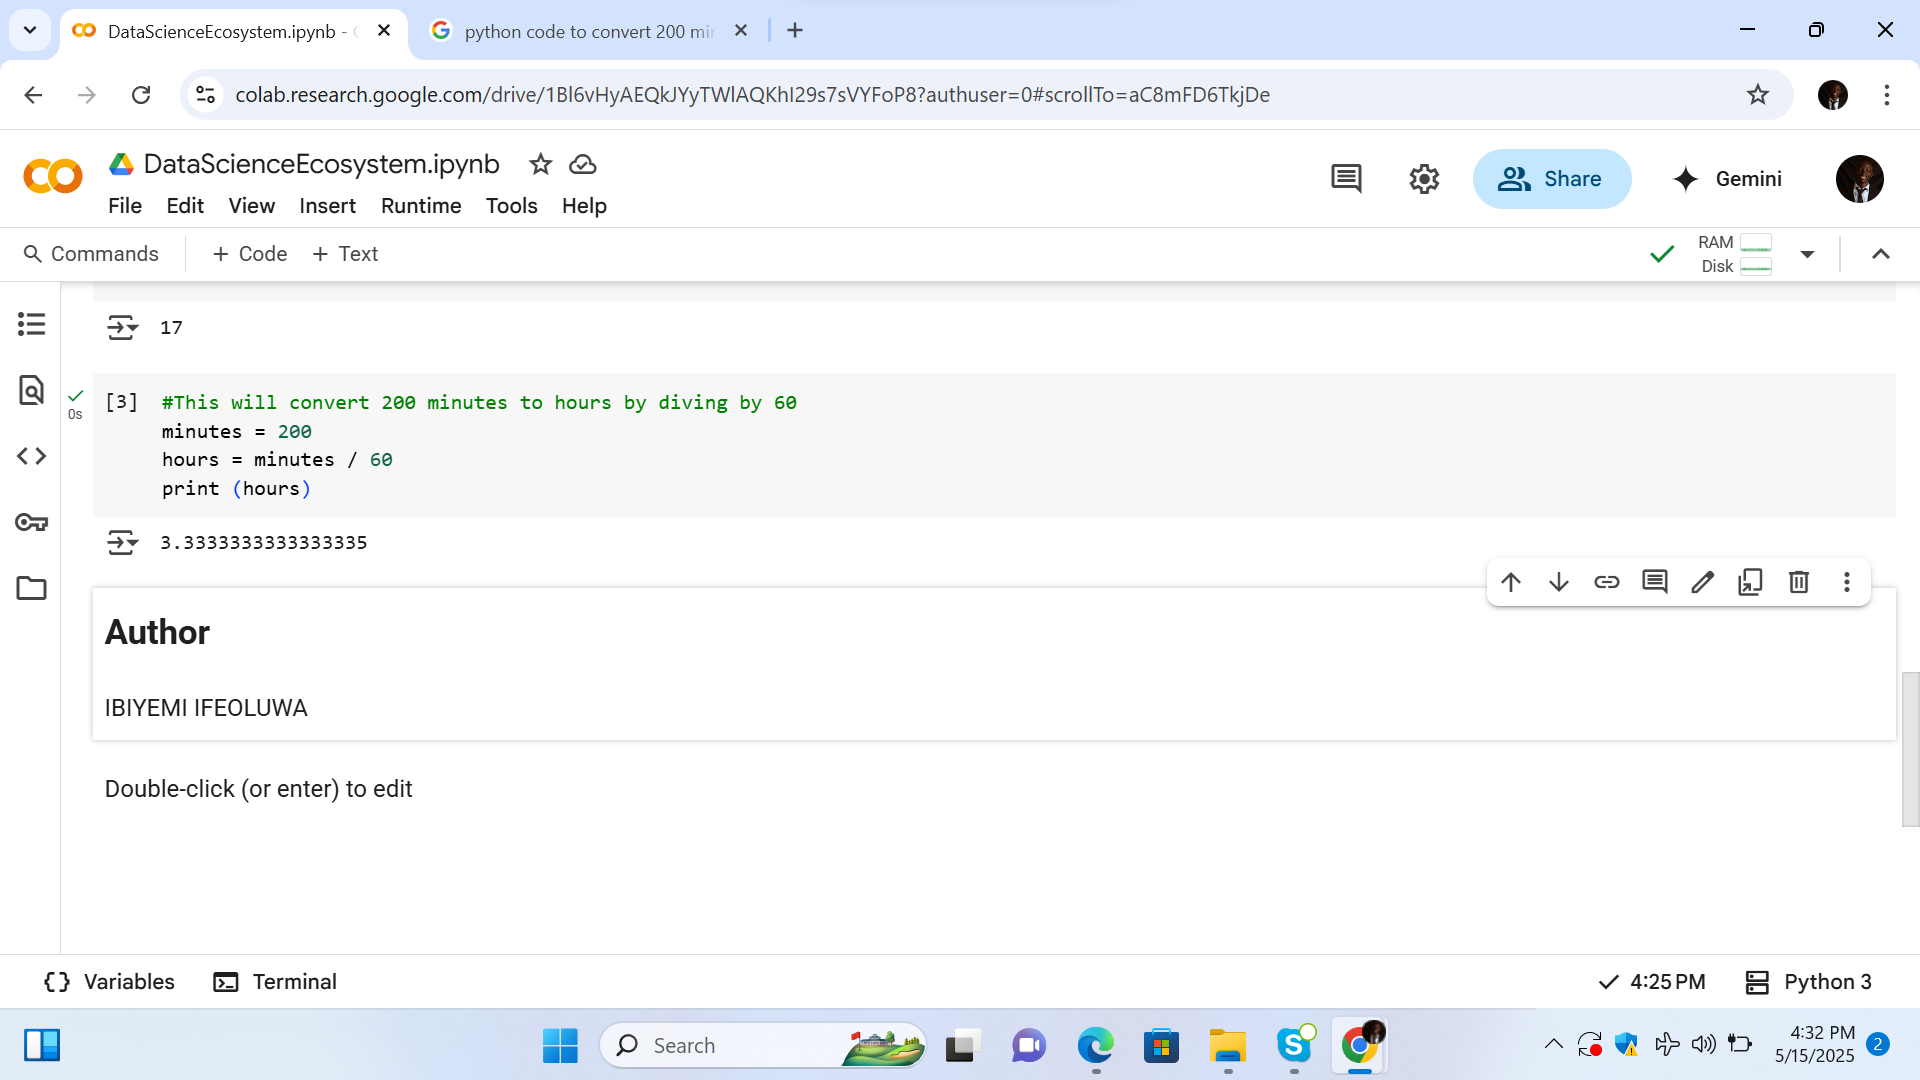 DataScienceEcosystem.ipynb -
python code to convert 200 mi
colab.research.google.com/drive/1Bl6vHyAEQkJYyTWlAQKhI29s7sVYFoP8?authuser=0#scrollTo=aC8mFD6TkjDe
DataScienceEcosystem.ipynb
File Edit View Insert Runtime Tools Help
Share
Gemini
Commands
+ Code
+ Text
RAM
Disk
17
[3]
0s
#This will convert 200 minutes to hours by diving by 60
minutes = 200
hours = minutes / 60
print (hours)
3.3333333333333335
Author
IBIYEMI IFEOLUWA
Double-click (or enter) to edit
{} Variables
Terminal
4:25 PM
Python 3
Search
4:32 PM
5/15/2025
2